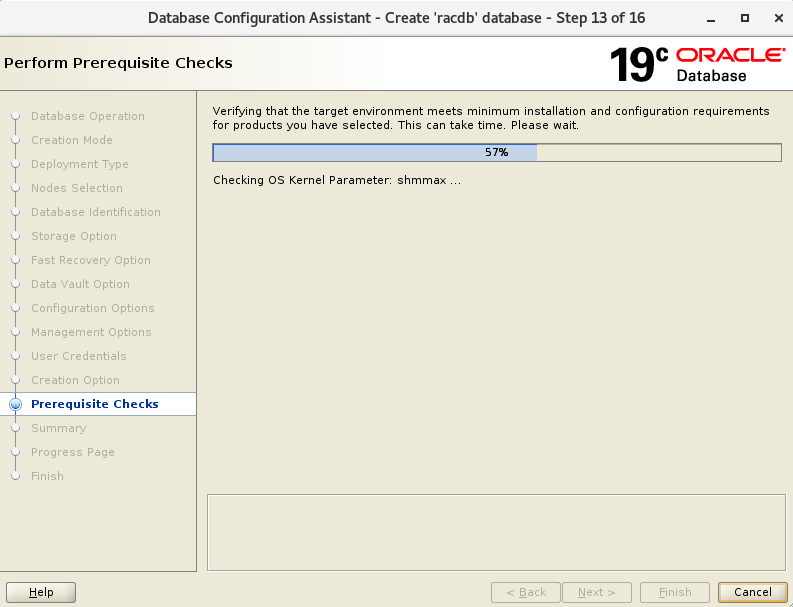 Database Configuration Assistant - Create 'racdb' database - Step 13 of 16
Perform Prerequisite Checks
19c ORACLE
Database
Database Operation
Creation Mode
Deployment Type
Nodes Selection
Database Identification
Storage Option
Fast Recovery Option
Data Vault Option
Configuration Options
Management Options
User Credentials
Creation Option
Prerequisite Checks
Summary
Progress Page
Finish
Verifying that the target environment meets minimum installation and configuration requirements
for products you have selected. This can take time. Please wait.
57%
Checking OS Kernel Parameter: shmmax ...
Help
< Back
Next >
Finish
Cancel